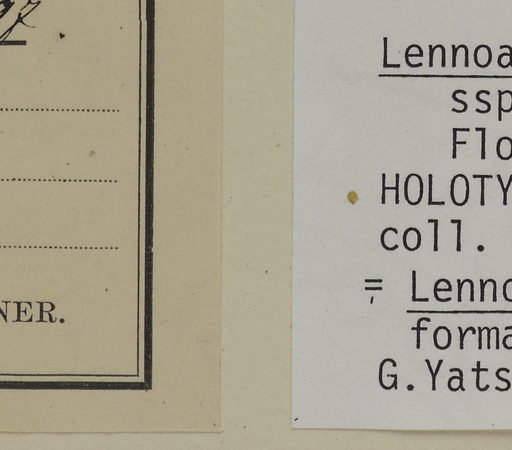 NER.
Lennoa
ssp
Flo
HOLOTY
coll.
= Lenno
forma
G.Yats